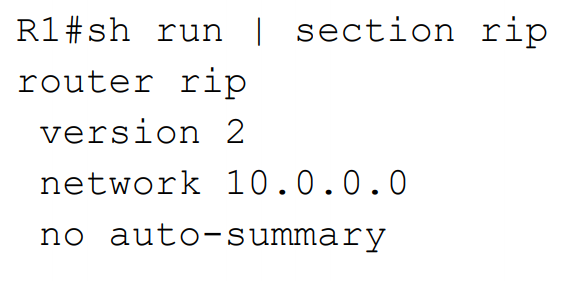 R1#sh run | section rip
router rip
version 2
network 10.0.0.0
no auto-summary